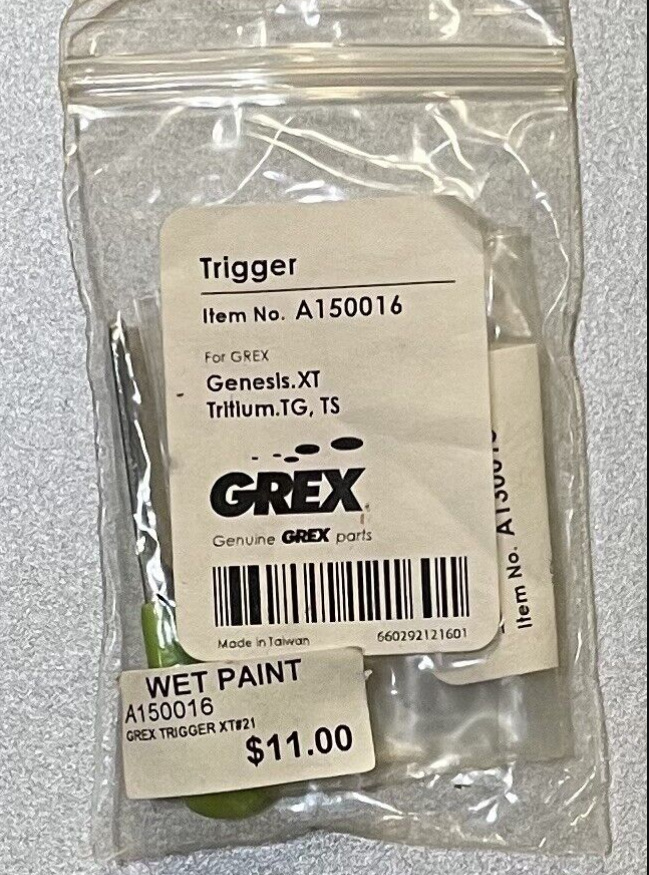 Trigger
Item No. A150016
For GREX
Genesis.XT
Tritium.TG, TS
GREX
Genuine GREX parts
Made in Taiwan 660292121601
Item No.
WET PAINT
A150016
GREX TRIGGER XT#21
$11.00